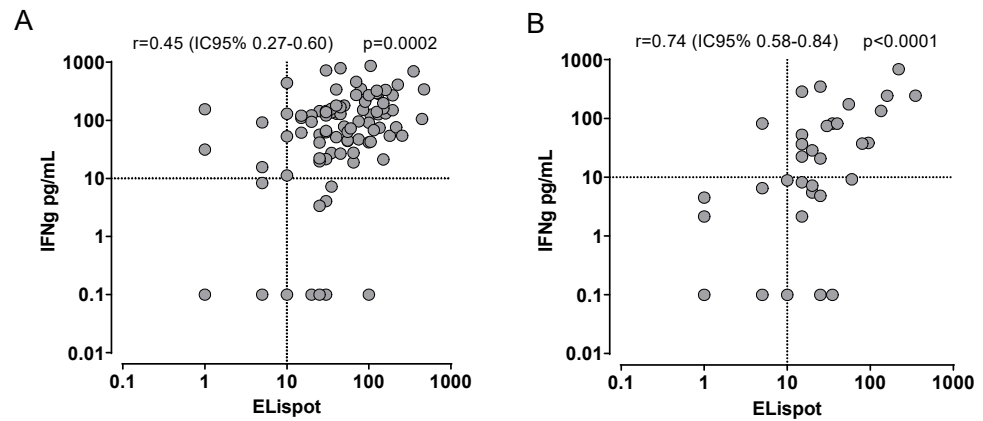 A
r=0.45 (IC95% 0.27-0.60) p=0.0002
1000
100
10
1
0.1
0.01
IFNg pg/mL
0.1 1 10 100 1000
ELispot
B
r=0.74 (IC95% 0.58-0.84) p<0.0001
1000
100
10
1
0.1
0.01
IFNg pg/mL
0.1 1 10 100 1000
ELispot